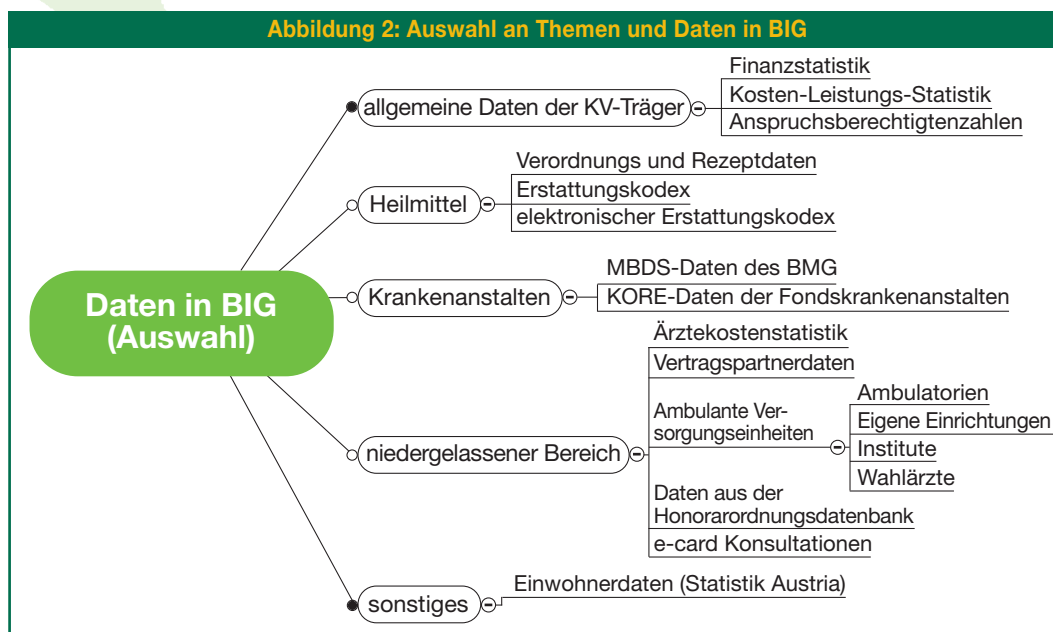 Abbildung 2: Auswahl an Themen und Daten in BIG
Daten in BIG
(Auswahl)
allgemeine Daten der KV-Träger
Finanzstatistik
Kosten-Leistungs-Statistik
Anspruchsberechtigtenzahlen
Heilmittel
Verordnungs und Rezeptdaten
Erstattungskodex
elektronischer Erstattungskodex
Krankenanstalten
MBDS-Daten des BMG
KORE-Daten der Fondskrankenanstalten
niedergelassener Bereich
Ärztekostenstatistik
Vertragspartnerdaten
Ambulante Ver-
sorgungseinheiten
Ambulatorien
Eigene Einrichtungen
Institute
Wahlärzte
Daten aus der
Honorarordnungsdatenbank
e-card Konsultationen
sonstiges
Einwohnerdaten (Statistik Austria)